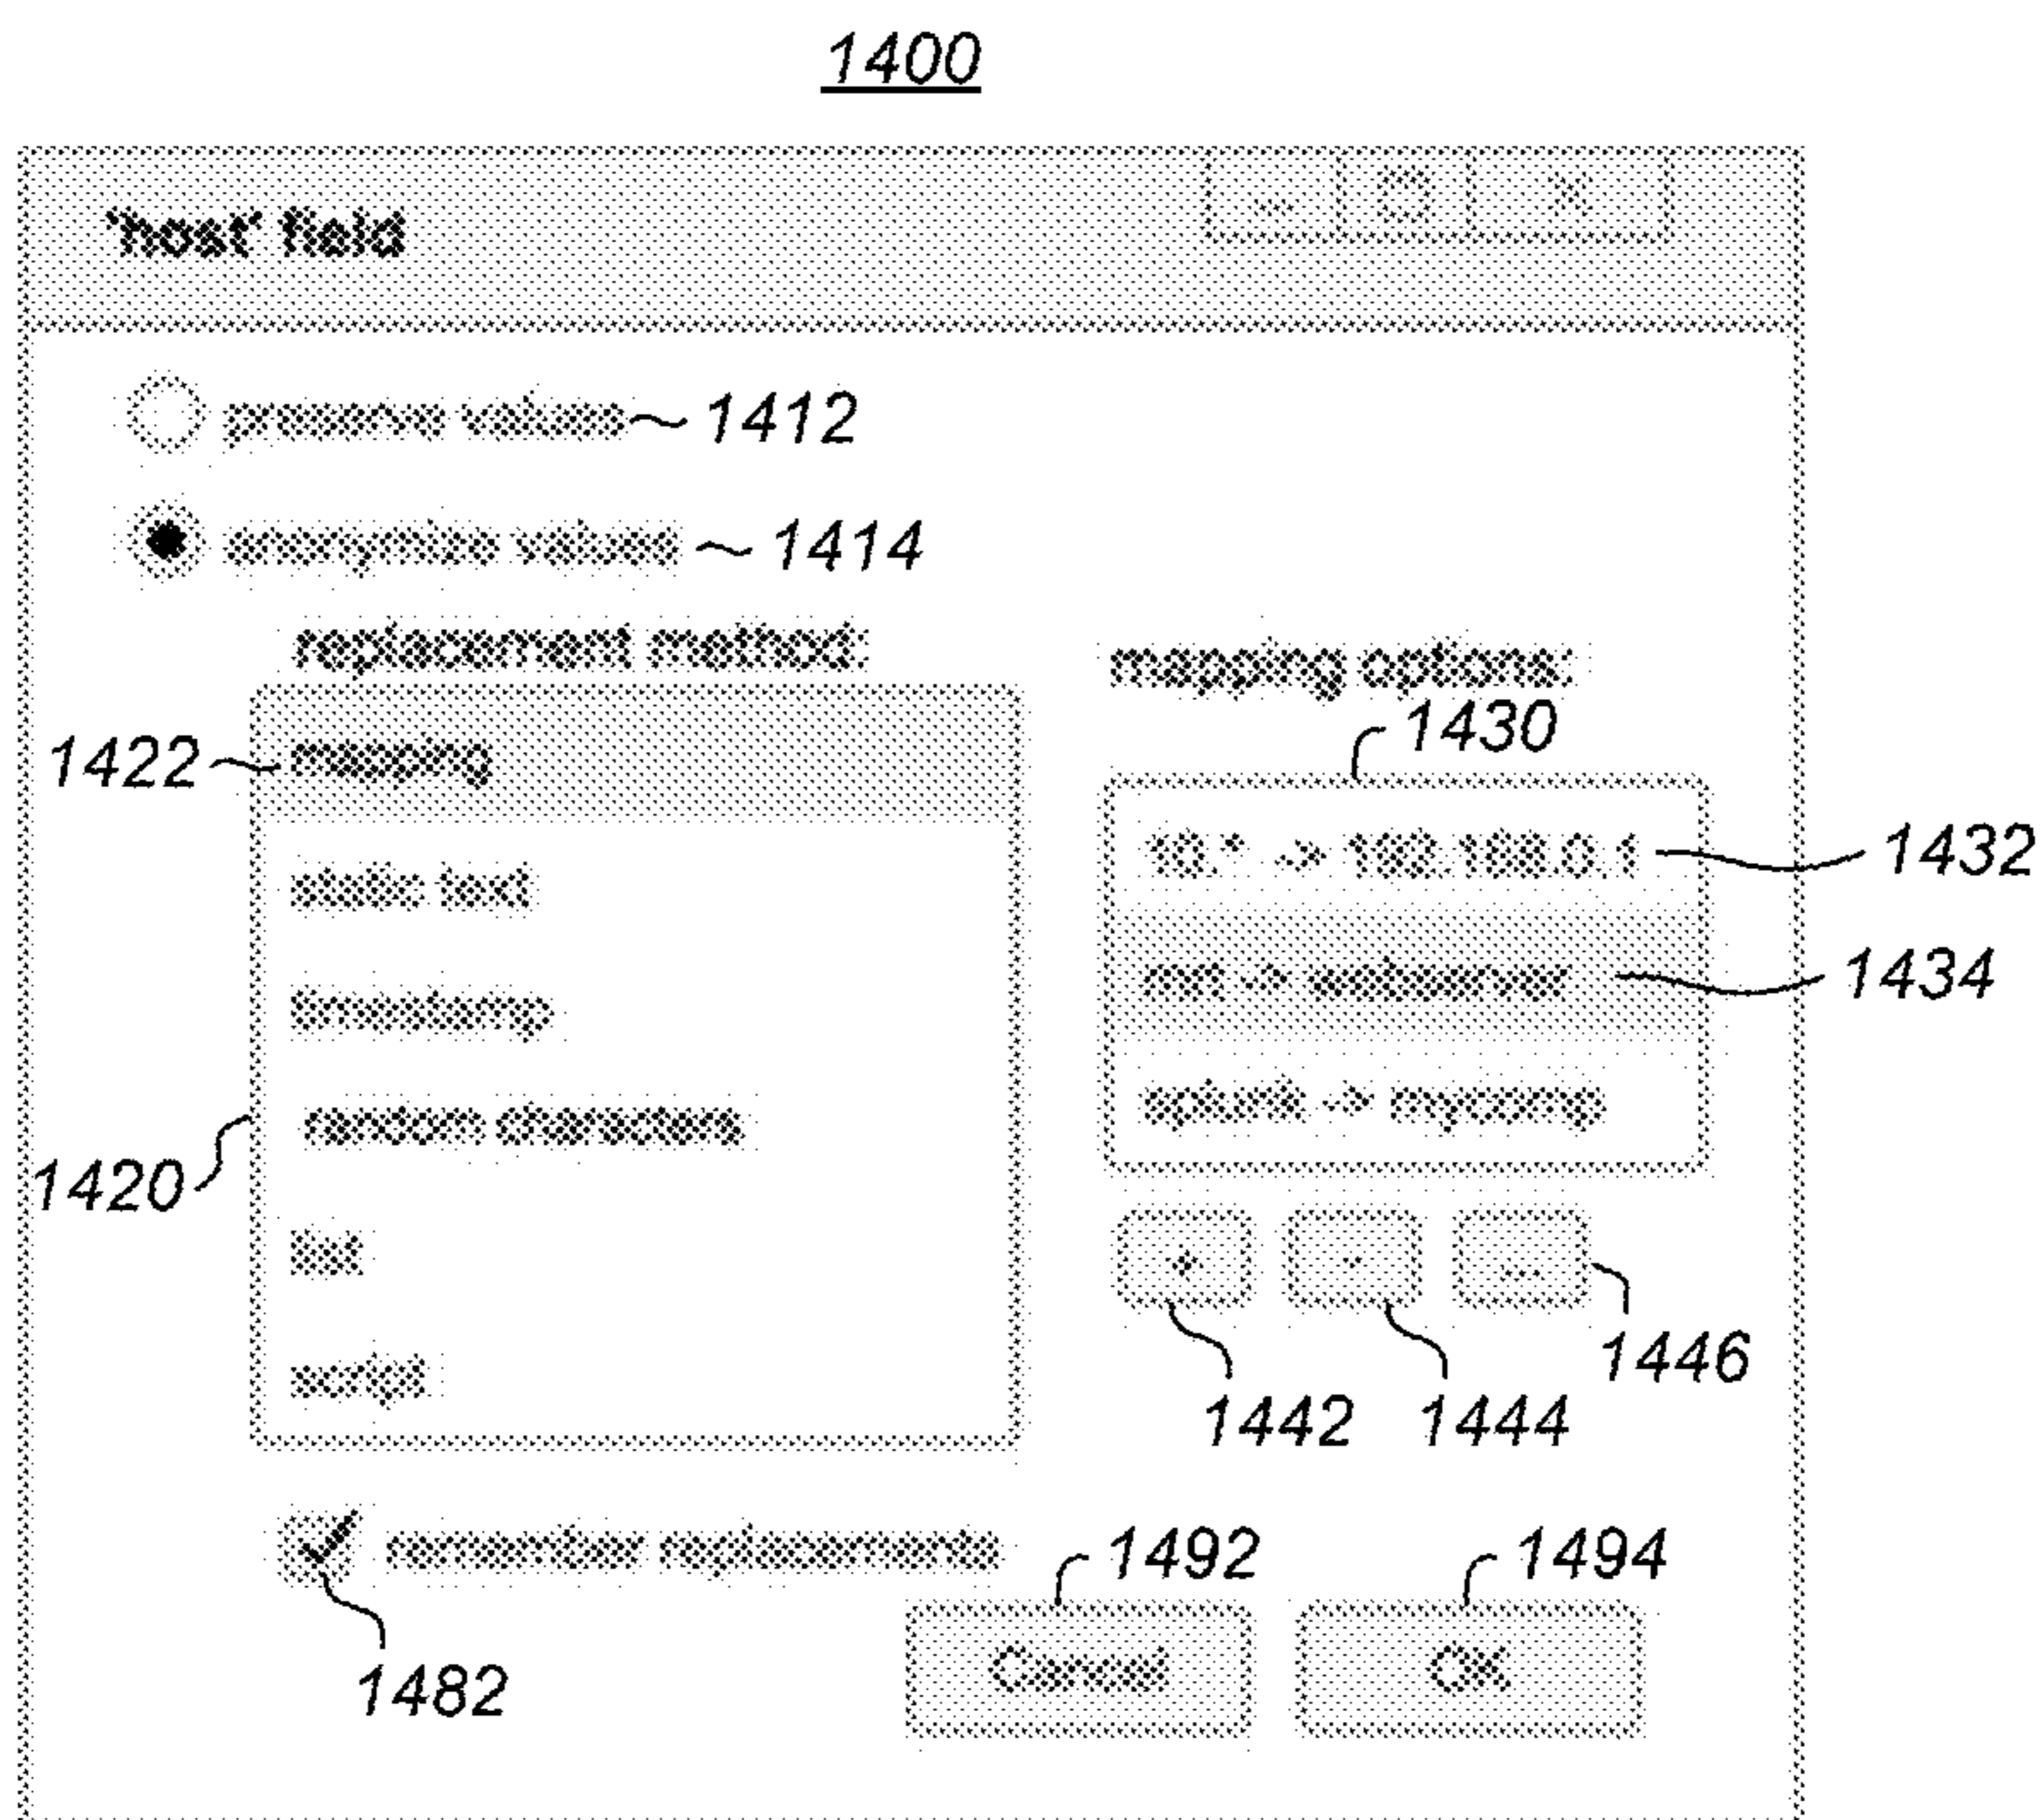 1400
'host' field
preserve values 1412
anonymize values 1414
replacement method:
mapping options:
1430
1422 mapping
10.* -> 192.168.0.1 1432
static text
-> webserver 1434
timestamp
splunk -> mycomp
random characters
1420
list
+ - ...
1446
script
1442 1444
remember replacements
1492 1494
1482
Cancel OK